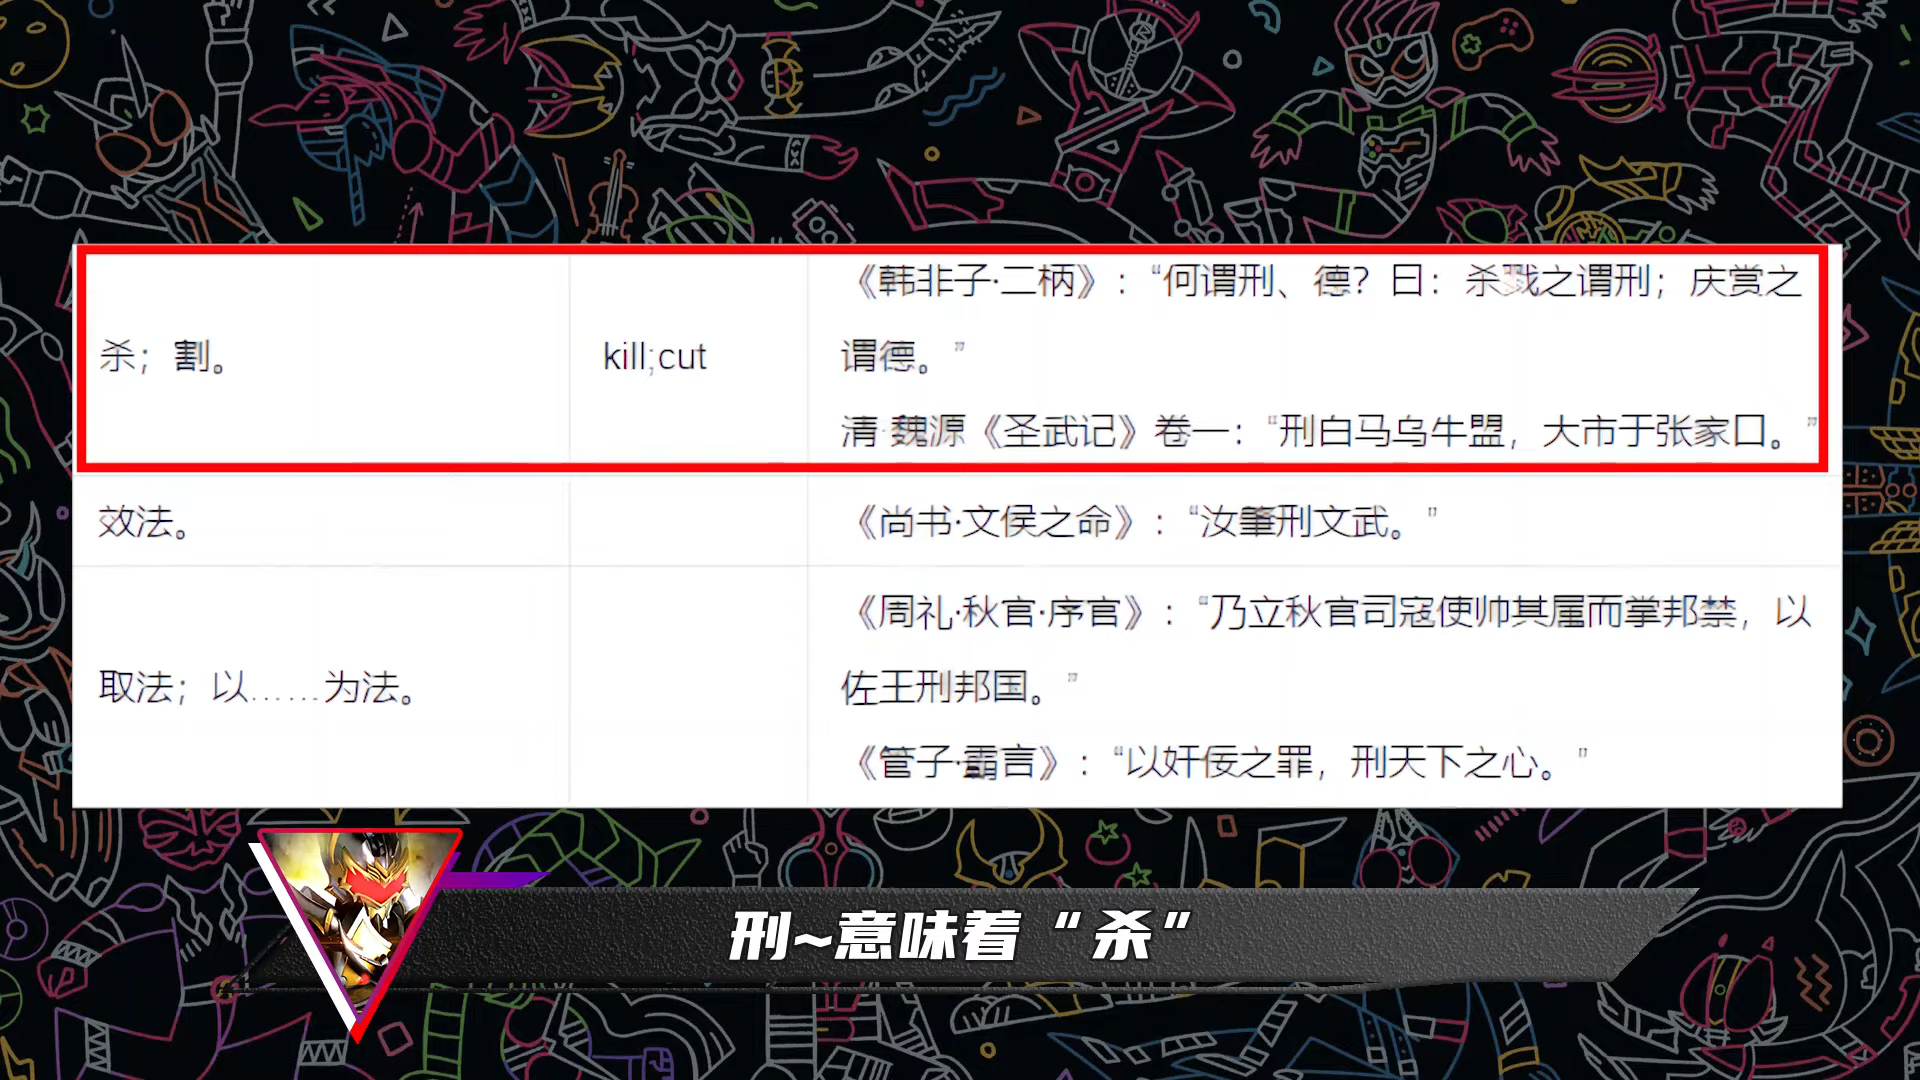 杀；割。
kill;cut
《韩非子·二柄》：“何谓刑、德？曰：杀戮之谓刑；庆赏之
谓德。”
清·魏源《圣武记》卷一：“刑白马乌牛盟，大市于张家口。”
效法。
《尚书·文侯之命》：“汝肇刑文武。”
取法；以……为法。
《周礼·秋官·序官》：“乃立秋官司寇使帅其属而掌邦禁，以
佐王刑邦国。”
《管子·霸言》：“以奸佞之罪，刑天下之心。”
刑~意味着“杀”